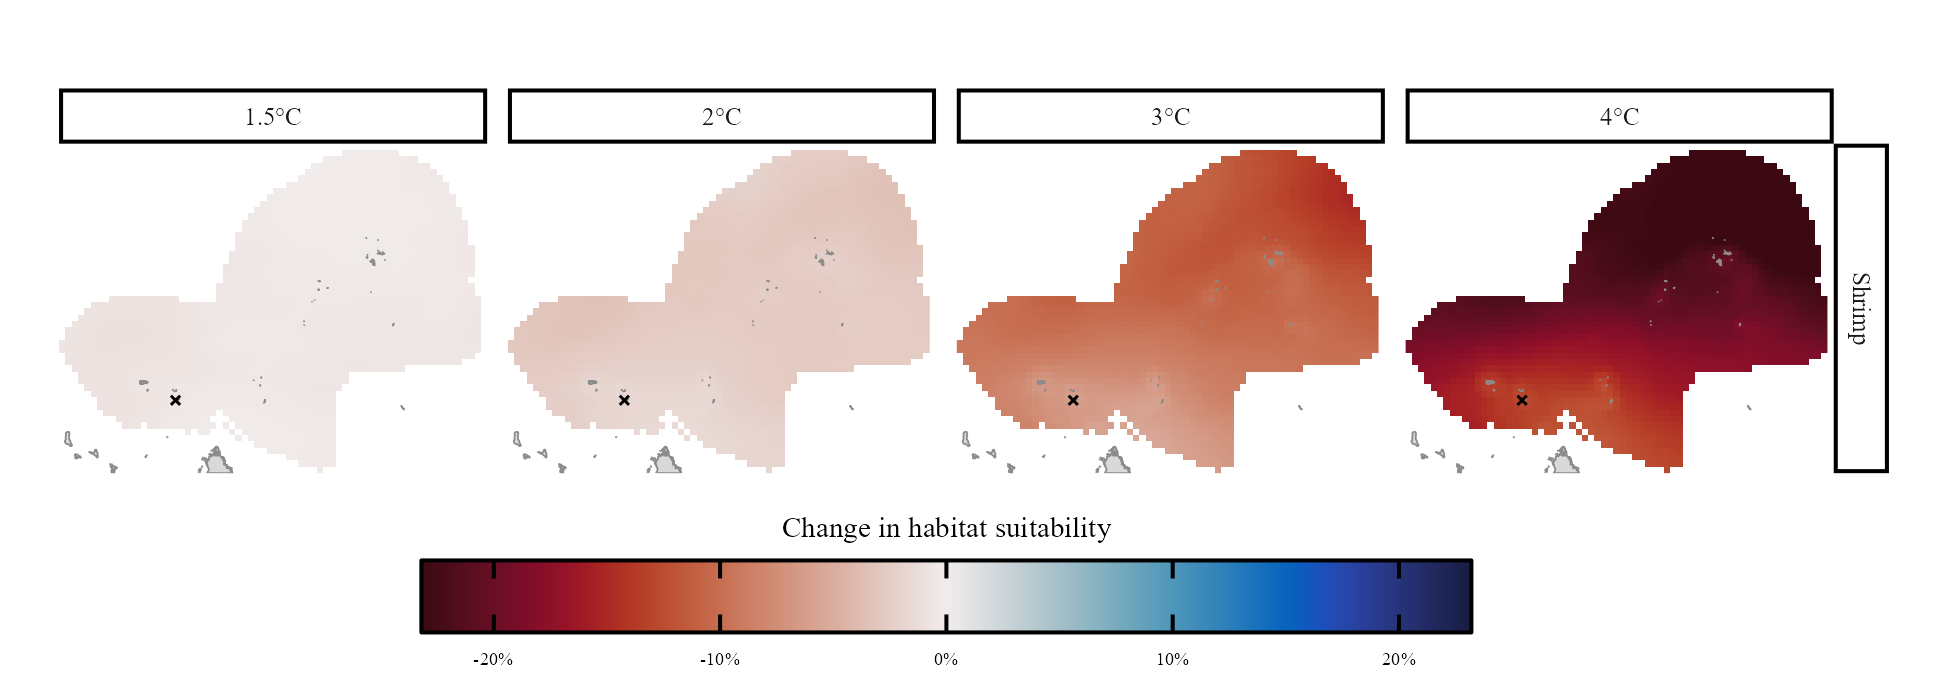 1.5°C
2°C
3°C
4°C
Shrimp
Change in habitat suitability
-20%
-10%
0%
10%
20%